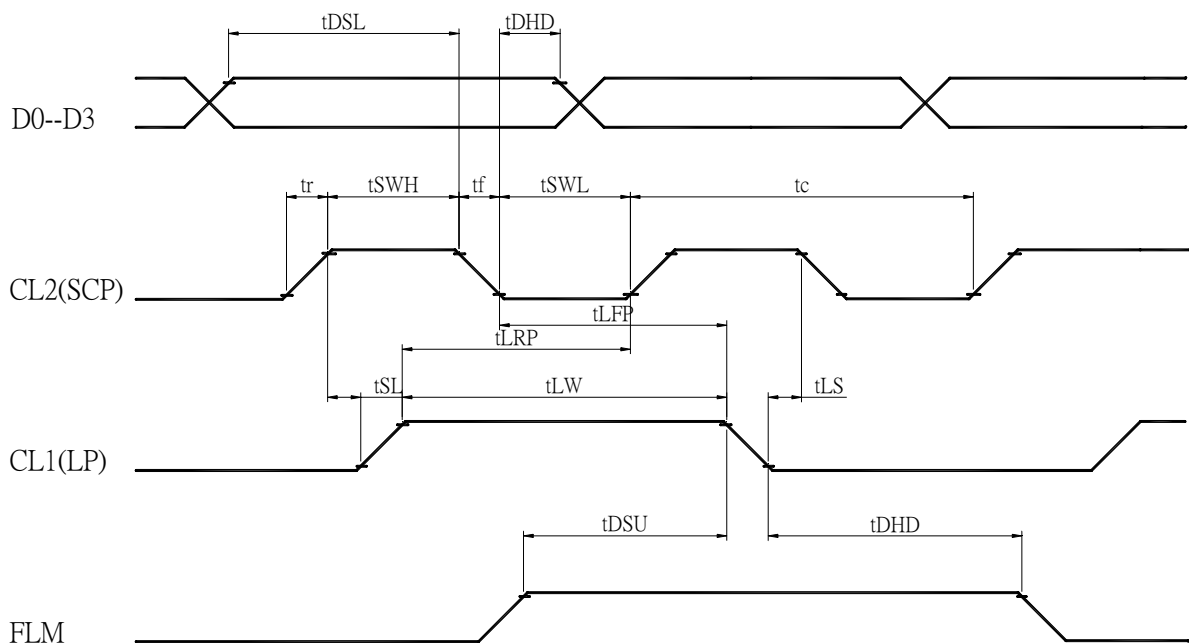 tDSL
tDHD
D0--D3
tr
tSWH
tf
tSWL
tc
CL2(SCP)
tLFP
tLRP
tSL
tLW
tLS
CL1(LP)
tDSU
tDHD
FLM